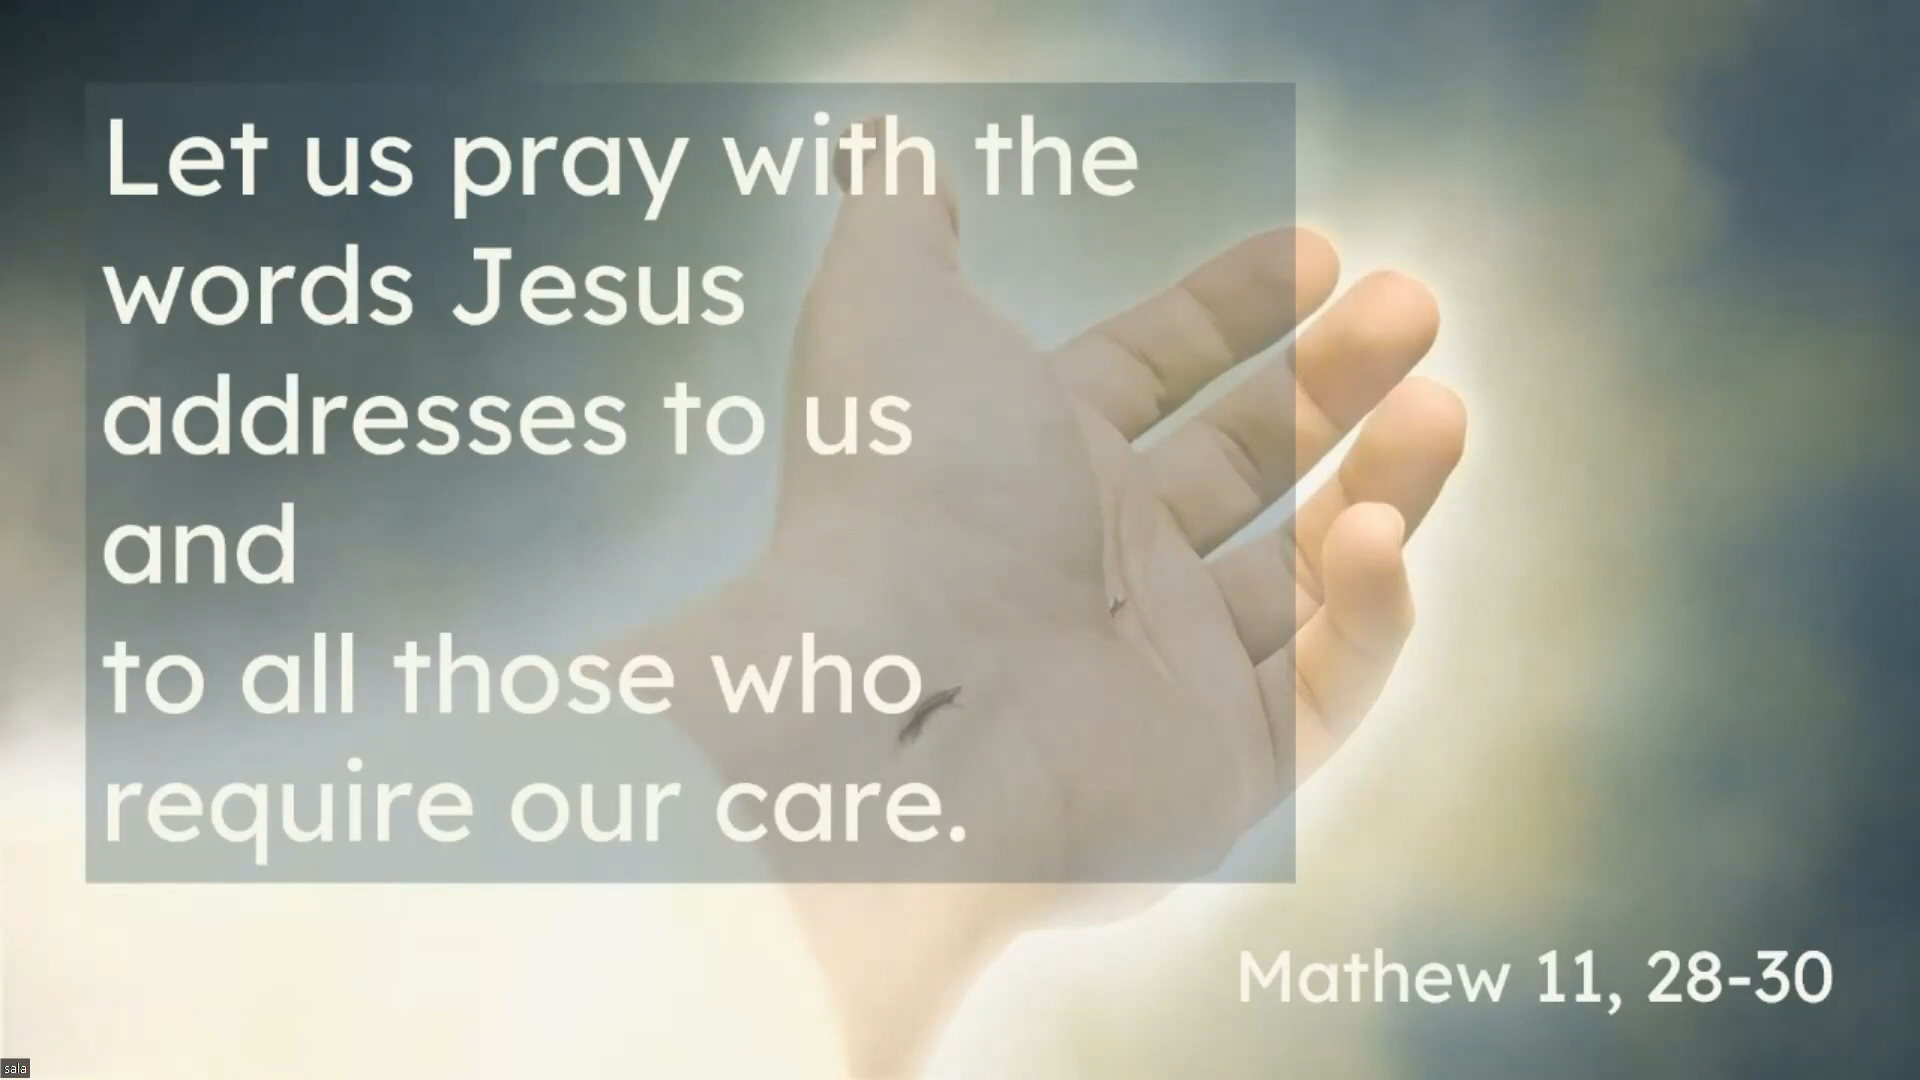 Let us pray with the
words Jesus
addresses to us
and
to all those who
require our care.
Mathew 11, 28-30
sala